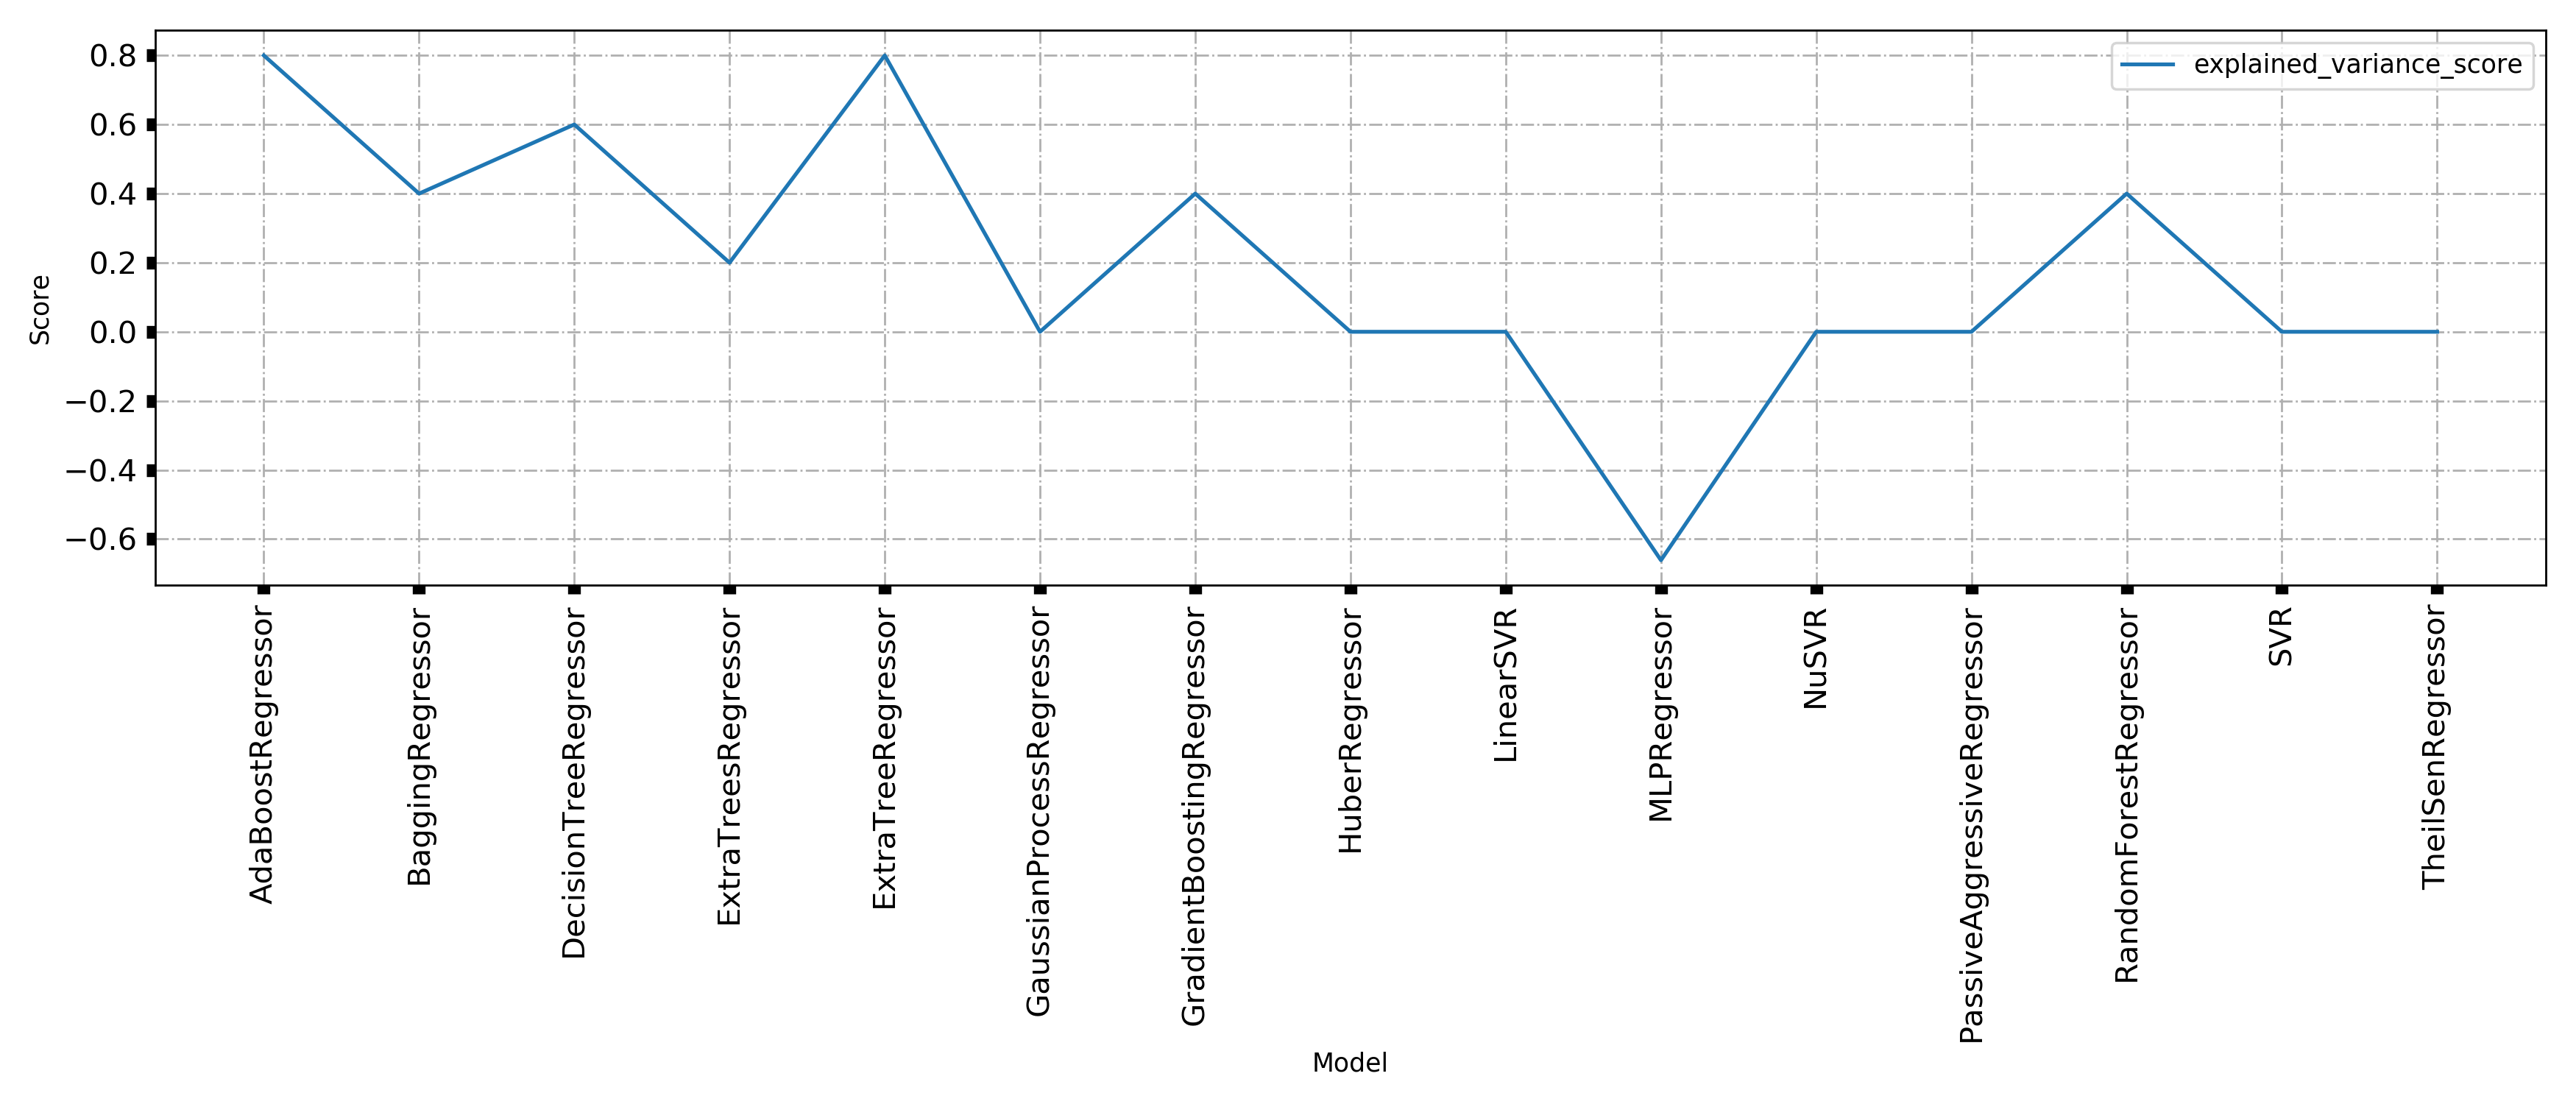 explained_variance_score
Score
0.8
0.6
0.4
0.2
0.0
−0.2
−0.4
−0.6
AdaBoostRegressor
BaggingRegressor
DecisionTreeRegressor
ExtraTreesRegressor
ExtraTreeRegressor
GaussianProcessRegressor
GradientBoostingRegressor
HuberRegressor
LinearSVR
MLPRegressor
NuSVR
PassiveAggressiveRegressor
RandomForestRegressor
SVR
TheilSenRegressor
Model